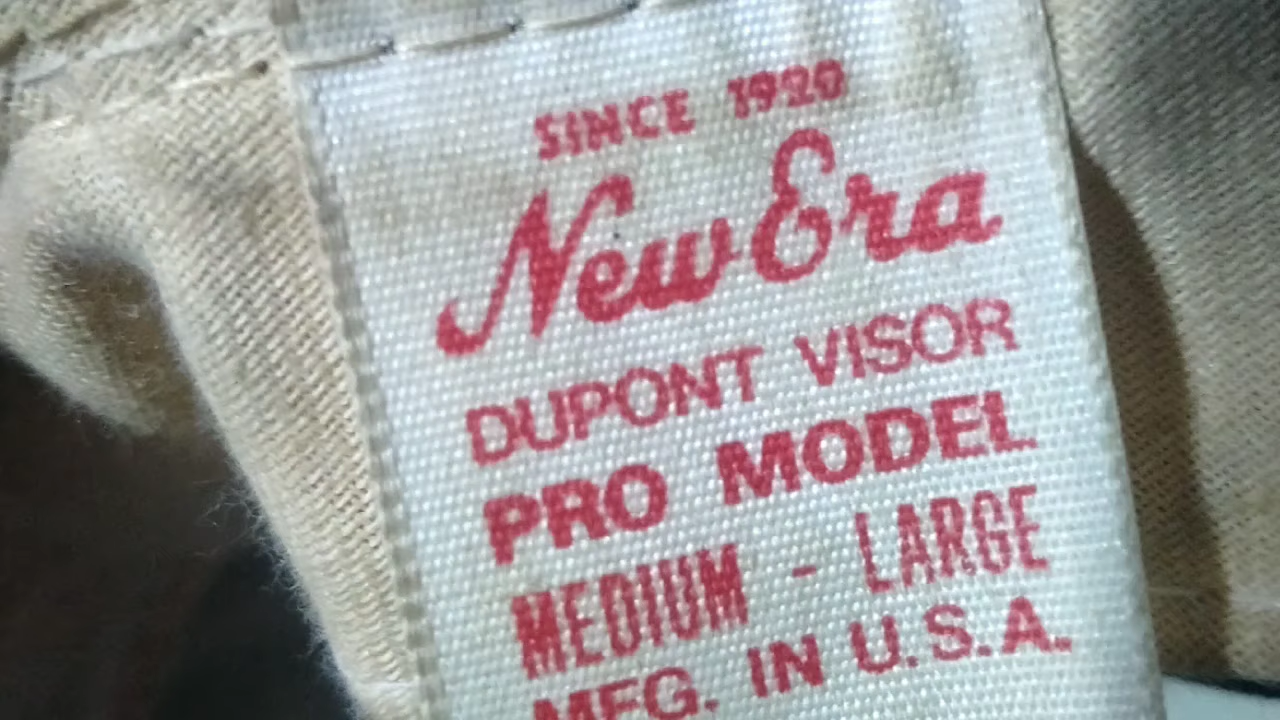 SINCE 1920
New Era
DUPONT VISOR
PRO MODEL
MEDIUM - LARGE
MFG. IN U.S.A.